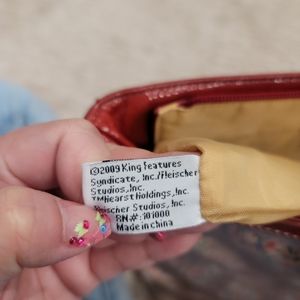 ©2009 King Features
Syndicate, Inc./Fleischer
Studios, Inc.
™Hearst Holdings, Inc.
Fleischer Studios, Inc.
RN#: 101000
Made in china